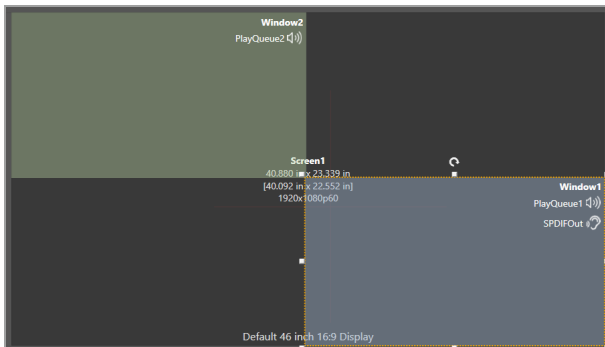 Window2
PlayQueue2
Screen1
40.880 in x 23.339 in
[40.092 in x 22.552 in]
1920x1080p60
Window1
PlayQueue1
SPDIFOut
Default 46 inch 16:9 Display